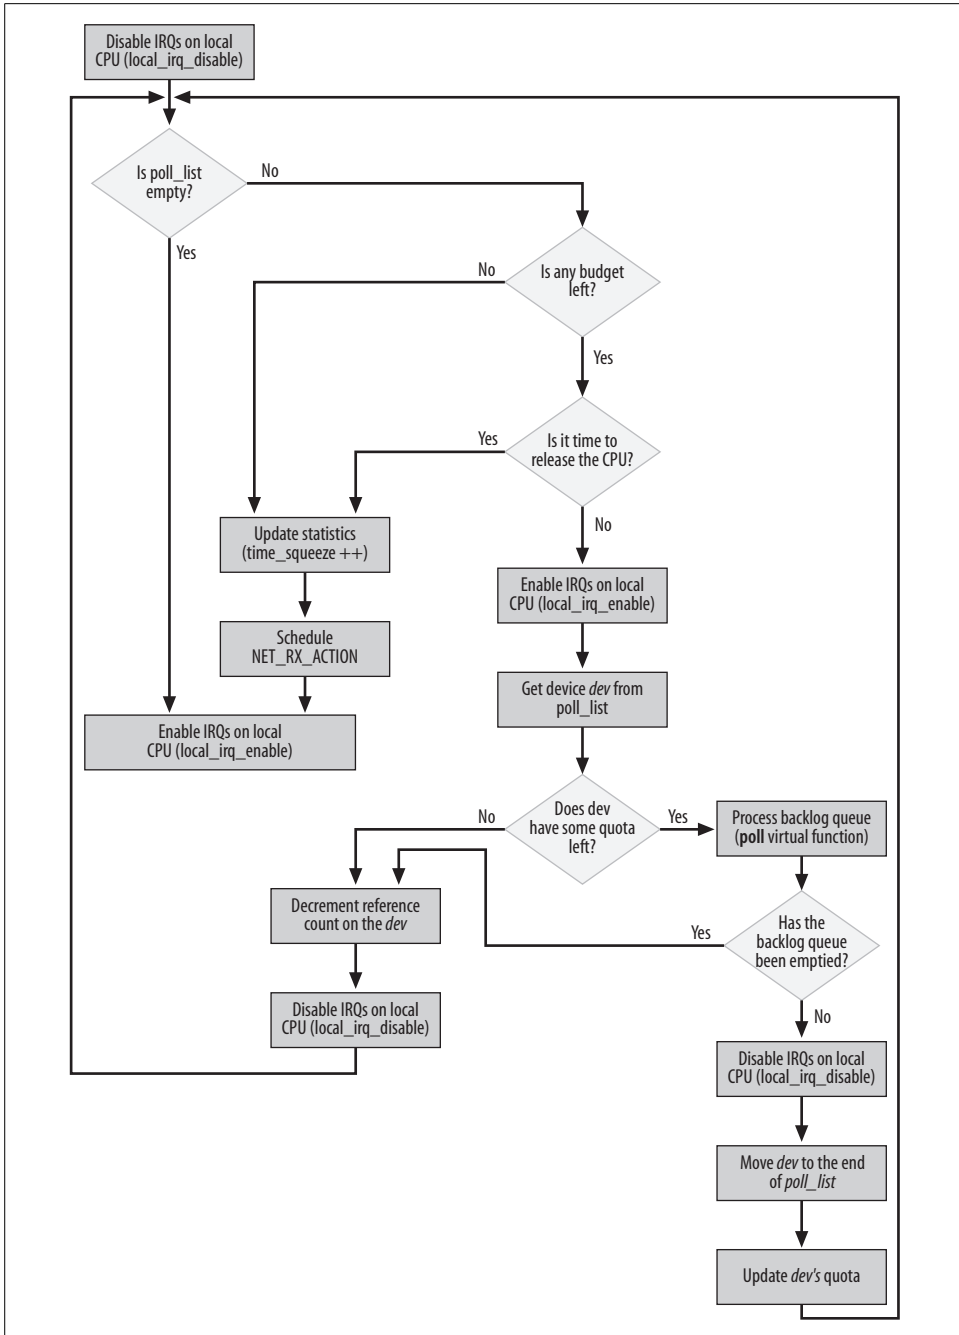 Disable IRQs on local
CPU (local_irq_disable)
Is poll_list
empty?
No
Yes
Is any budget
left?
No
Yes
Is it time to
release the CPU?
Yes
No
Update statistics
(time_squeeze ++)
Enable IRQs on local
CPU (local_irq_enable)
Schedule
NET_RX_ACTION
Get device dev from
poll_list
Enable IRQs on local
CPU (local_irq_enable)
Does dev
have some quota
left?
No
Yes
Process backlog queue
(poll virtual function)
Decrement reference
count on the dev
Has the
backlog queue
been emptied?
Yes
No
Disable IRQs on local
CPU (local_irq_disable)
Disable IRQs on local
CPU (local_irq_disable)
Move dev to the end
of poll_list
Update dev's quota